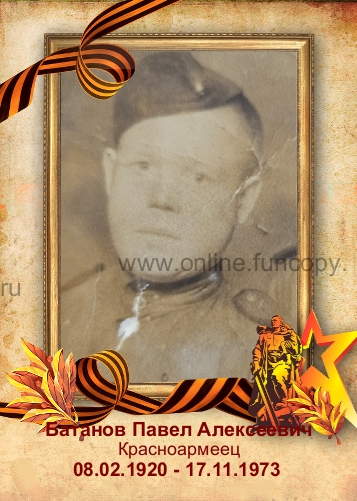 www.online.funcopy.
ru
Батанов Павел Алексеевич
Красноармеец
08.02.1920 - 17.11.1973